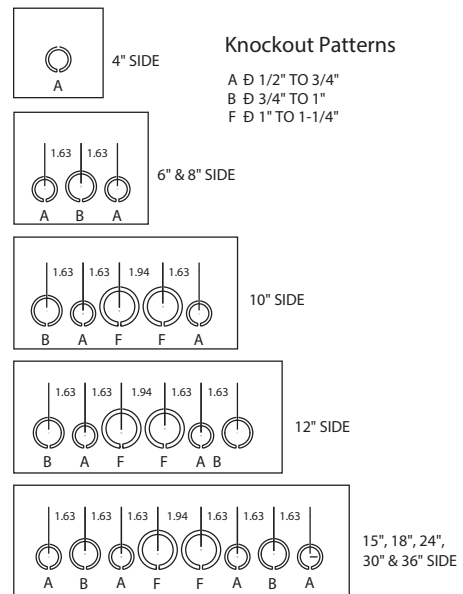 Knockout Patterns
A Đ 1/2" TO 3/4"
B Đ 3/4" TO 1"
F Đ 1" TO 1-1/4"
4" SIDE
A
1.63 1.63
6" & 8" SIDE
A B A
1.63 1.63 1.94 1.63
10" SIDE
B A F F A
1.63 1.63 1.94 1.63 1.63
12" SIDE
B A F F A B
1.63 1.63 1.63 1.94 1.63 1.63 1.63
15", 18", 24",
30" & 36" SIDE
A B A F F A B A